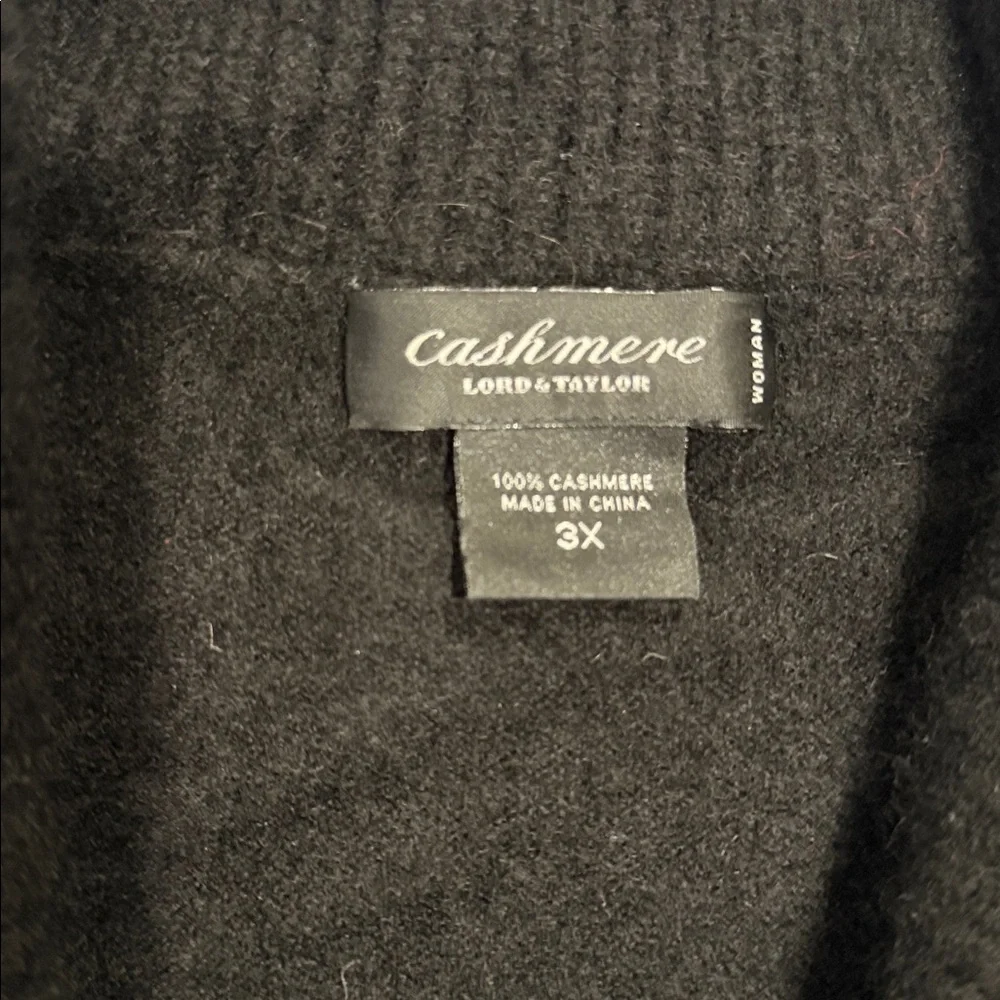 Cashmere
LORD & TAYLOR
WOMAN
100% CASHMERE
MADE IN CHINA
3X